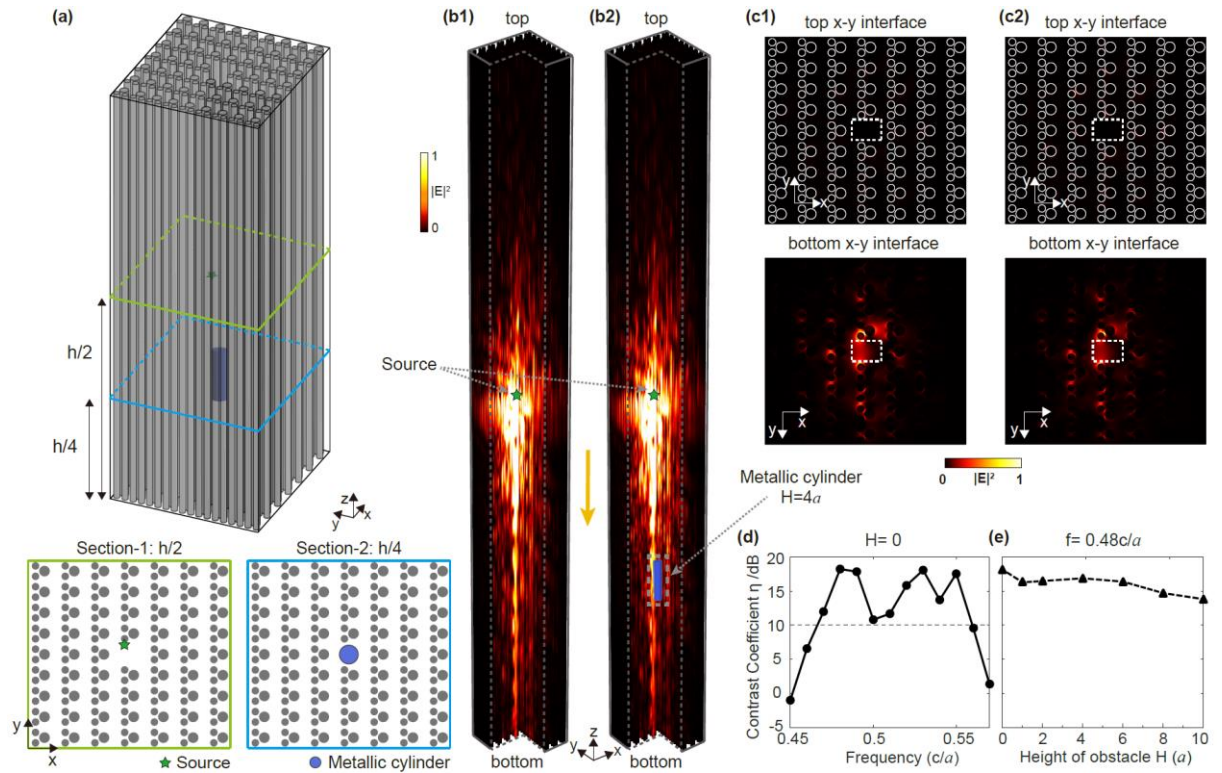 (a)
h/2
h/4
z
y
x
Section-1: h/2
Section-2: h/4
y
x
Source
Metallic cylinder
(b1)
top
(b2)
top
1
|E|²
0
Source
Metallic cylinder
H=4a
y
z
x
bottom
bottom
(c1)
top x-y interface
y
x
bottom x-y interface
x
y
(c2)
top x-y interface
y
x
bottom x-y interface
x
y
0
|E|²
1
(d)
H= 0
Contrast Coefficient η /dB
20
15
10
5
0
-5
0.45
0.5
0.55
Frequency (c/a)
(e)
f= 0.48c/a
0
2
4
6
8
10
Height of obstacle H (a)